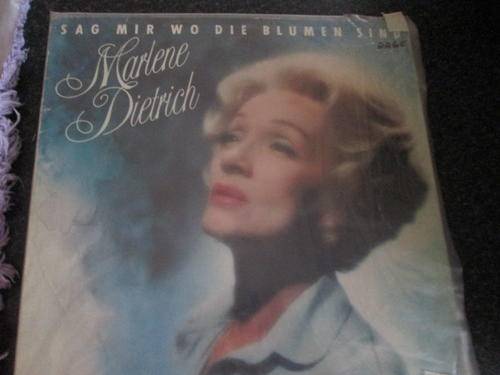 SAG MIR WO DIE BLUMEN SIND
Marlene
Dietrich